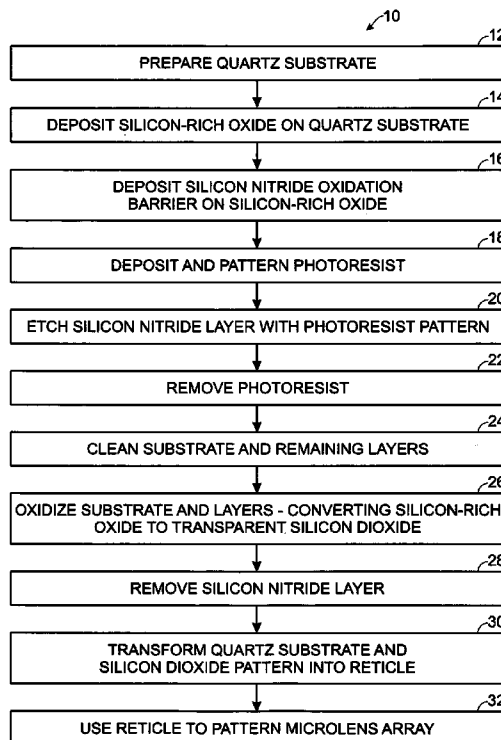 10
12
PREPARE QUARTZ SUBSTRATE
14
DEPOSIT SILICON-RICH OXIDE ON QUARTZ SUBSTRATE
16
DEPOSIT SILICON NITRIDE OXIDATION
BARRIER ON SILICON-RICH OXIDE
18
DEPOSIT AND PATTERN PHOTORESIST
20
ETCH SILICON NITRIDE LAYER WITH PHOTORESIST PATTERN
22
REMOVE PHOTORESIST
24
CLEAN SUBSTRATE AND REMAINING LAYERS
26
OXIDIZE SUBSTRATE AND LAYERS - CONVERTING SILICON-RICH
OXIDE TO TRANSPARENT SILICON DIOXIDE
28
REMOVE SILICON NITRIDE LAYER
30
TRANSFORM QUARTZ SUBSTRATE AND
SILICON DIOXIDE PATTERN INTO RETICLE
32
USE RETICLE TO PATTERN MICROLENS ARRAY